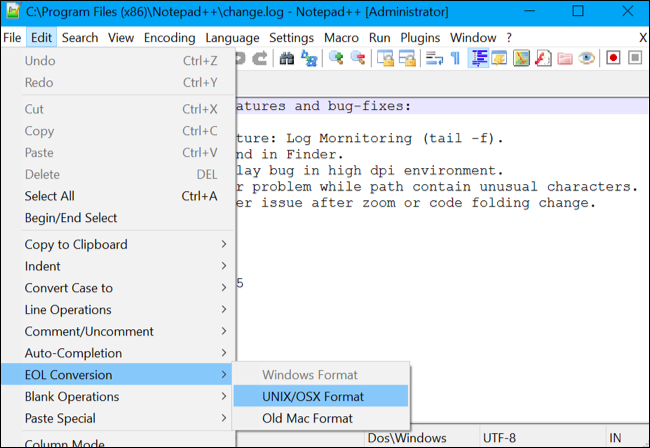 C:\Program Files (x86)\Notepad++\change.log - Notepad++ [Administrator]
File Edit Search View Encoding Language Settings Macro Run Plugins Window ? X
Undo Ctrl+Z
Redo Ctrl+Y
Cut Ctrl+X
Copy Ctrl+C
Paste Ctrl+V
Delete DEL
Select All Ctrl+A
Begin/End Select
Copy to Clipboard
Indent
Convert Case to
Line Operations
Comment/Uncomment
Auto-Completion
EOL Conversion
Blank Operations
Paste Special
Column Mode
Windows Format
UNIX/OSX Format
Old Mac Format
atures and bug-fixes:
ture: Log Mornitoring (tail -f).
nd in Finder.
lay bug in high dpi environment.
r problem while path contain unusual characters.
er issue after zoom or code folding change.
5
Dos\Windows UTF-8 IN